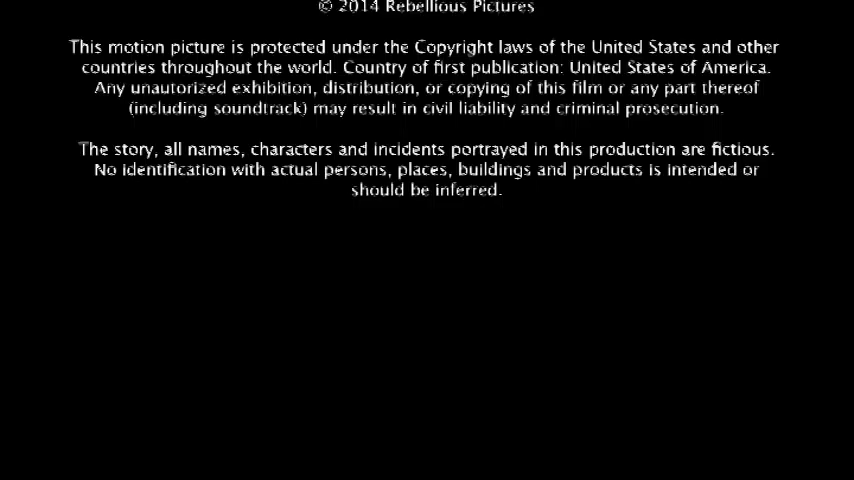 © 2014 Rebellious Pictures
This motion picture is protected under the Copyright laws of the United States and other
countries throughout the world. Country of first publication: United States of America.
Any unautorized exhibition, distribution, or copying of this film or any part thereof
(including soundtrack) may result in civil liability and criminal prosecution.
The story, all names, characters and incidents portrayed in this production are fictious.
No identification with actual persons, places, buildings and products is intended or
should be inferred.